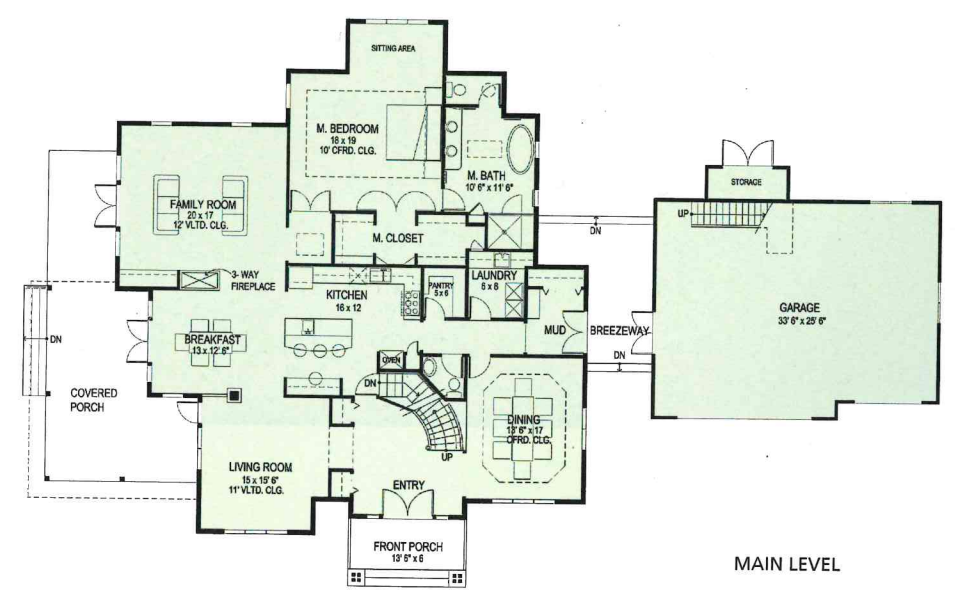 SITTING AREA
M. BEDROOM
18 x 19
10' CFRD. CLG.
M. BATH
10' 6" x 11' 6"
STORAGE
FAMILY ROOM
20 x 17
12' VLTD. CLG.
UP
DN
M. CLOSET
3- WAY
FIREPLACE
KITCHEN
16 x 12
PANTRY
5 x 6
LAUNDRY
6 x 8
GARAGE
33' 6" x 25' 6"
MUD
BREEZEWAY
DN
BREAKFAST
13 x 12' 6"
DN
OVEN
DN
COVERED
PORCH
DINING
13' 6" x 17
CFRD. CLG.
UP
LIVING ROOM
15 x 15' 6"
11' VLTD. CLG.
ENTRY
FRONT PORCH
13' 6" x 6
MAIN LEVEL